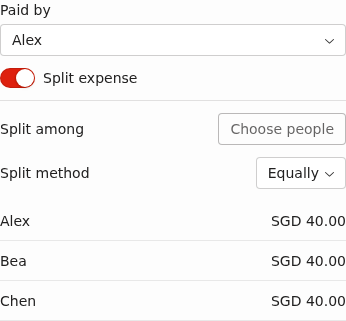 Paid by
Alex
Split expense
Split among
Choose people
Split method
Equally
Alex SGD 40.00
Bea SGD 40.00
Chen SGD 40.00